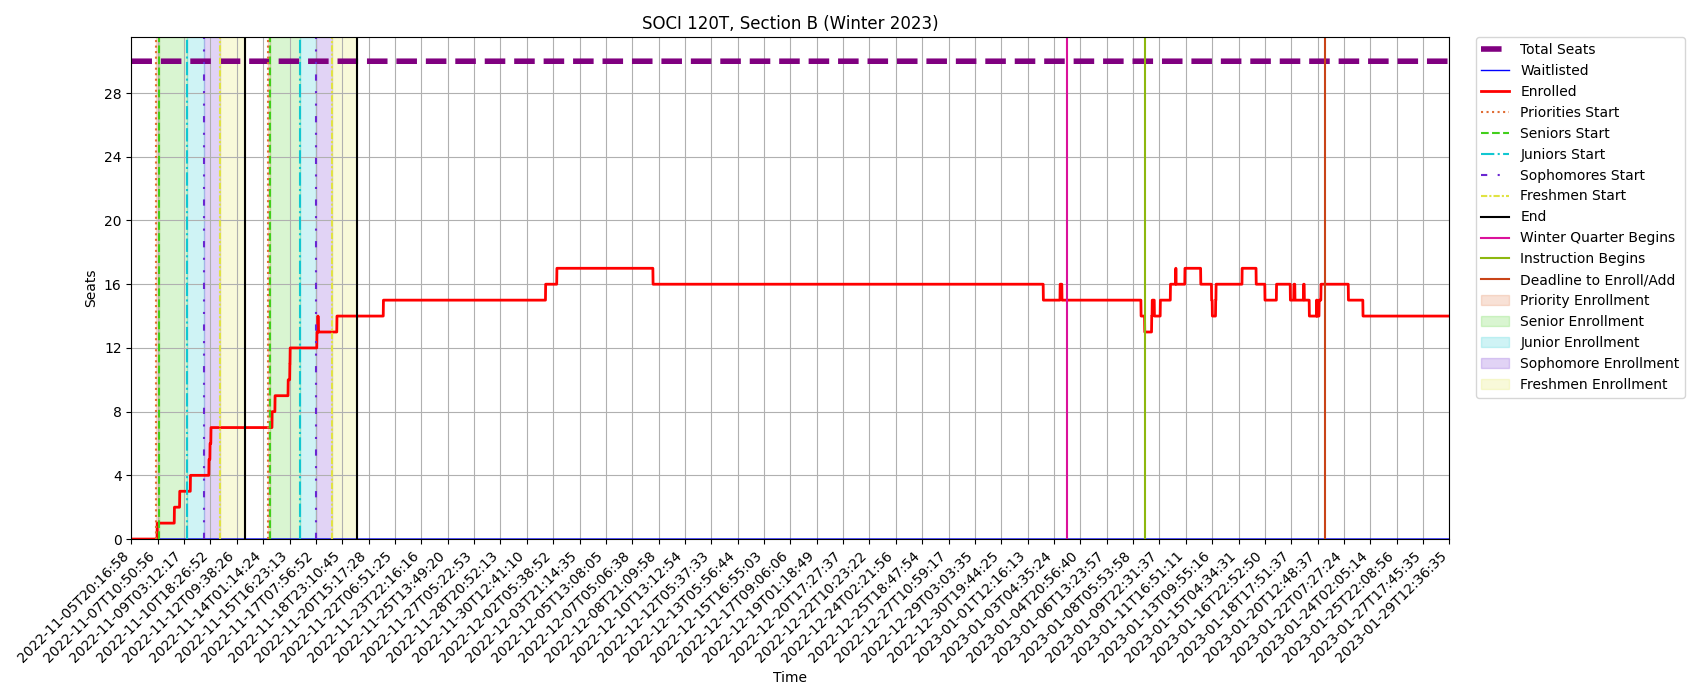 SOCI 120T, Section B (Winter 2023)
Seats
28
24
20
16
12
8
4
0
2022-11-05T20:16:58
2022-11-07T10:50:56
2022-11-09T03:12:17
2022-11-10T18:26:52
2022-11-12T09:38:26
2022-11-14T01:14:24
2022-11-15T16:23:13
2022-11-17T07:56:52
2022-11-18T23:10:45
2022-11-20T15:17:28
2022-11-22T06:51:25
2022-11-23T22:16:16
2022-11-25T13:49:20
2022-11-27T05:22:53
2022-11-28T20:52:13
2022-11-30T12:41:10
2022-12-02T05:38:52
2022-12-03T21:14:35
2022-12-05T13:08:05
2022-12-07T05:06:38
2022-12-08T21:09:58
2022-12-10T13:12:54
2022-12-12T05:37:33
2022-12-13T21:56:44
2022-12-15T16:55:03
2022-12-17T09:06:06
2022-12-19T01:18:49
2022-12-20T17:27:37
2022-12-22T10:23:22
2022-12-24T02:21:56
2022-12-25T18:47:54
2022-12-27T10:59:17
2022-12-29T03:03:35
2022-12-30T19:44:25
2023-01-01T12:16:13
2023-01-03T04:35:24
2023-01-04T20:56:40
2023-01-06T13:23:57
2023-01-08T05:53:58
2023-01-09T22:31:37
2023-01-11T16:51:11
2023-01-13T09:55:16
2023-01-15T04:34:31
2023-01-16T22:52:50
2023-01-18T17:51:37
2023-01-20T12:48:37
2023-01-22T07:27:24
2023-01-24T02:05:14
2023-01-25T22:08:56
2023-01-27T17:45:35
2023-01-29T12:36:35
Time
Total Seats
Waitlisted
Enrolled
Priorities Start
Seniors Start
Juniors Start
Sophomores Start
Freshmen Start
End
Winter Quarter Begins
Instruction Begins
Deadline to Enroll/Add
Priority Enrollment
Senior Enrollment
Junior Enrollment
Sophomore Enrollment
Freshmen Enrollment